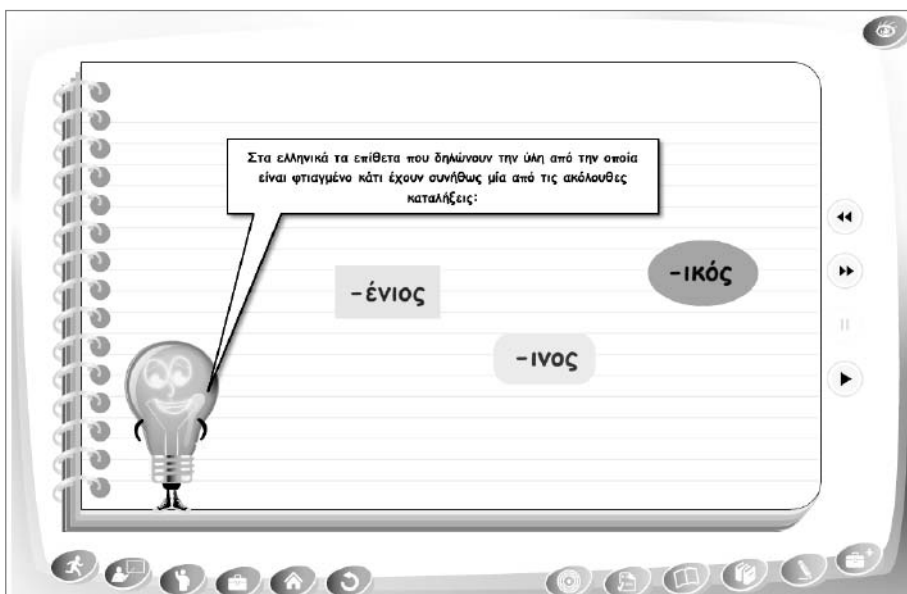 Στα ελληνικά τα επίθετα που δηλώνουν την ύλη από την οποία
είναι φτιαγμένο κάτι έχουν συνήθως μία από τις ακόλουθες
καταλήξεις:
-ικός
-ένιος
-ινος